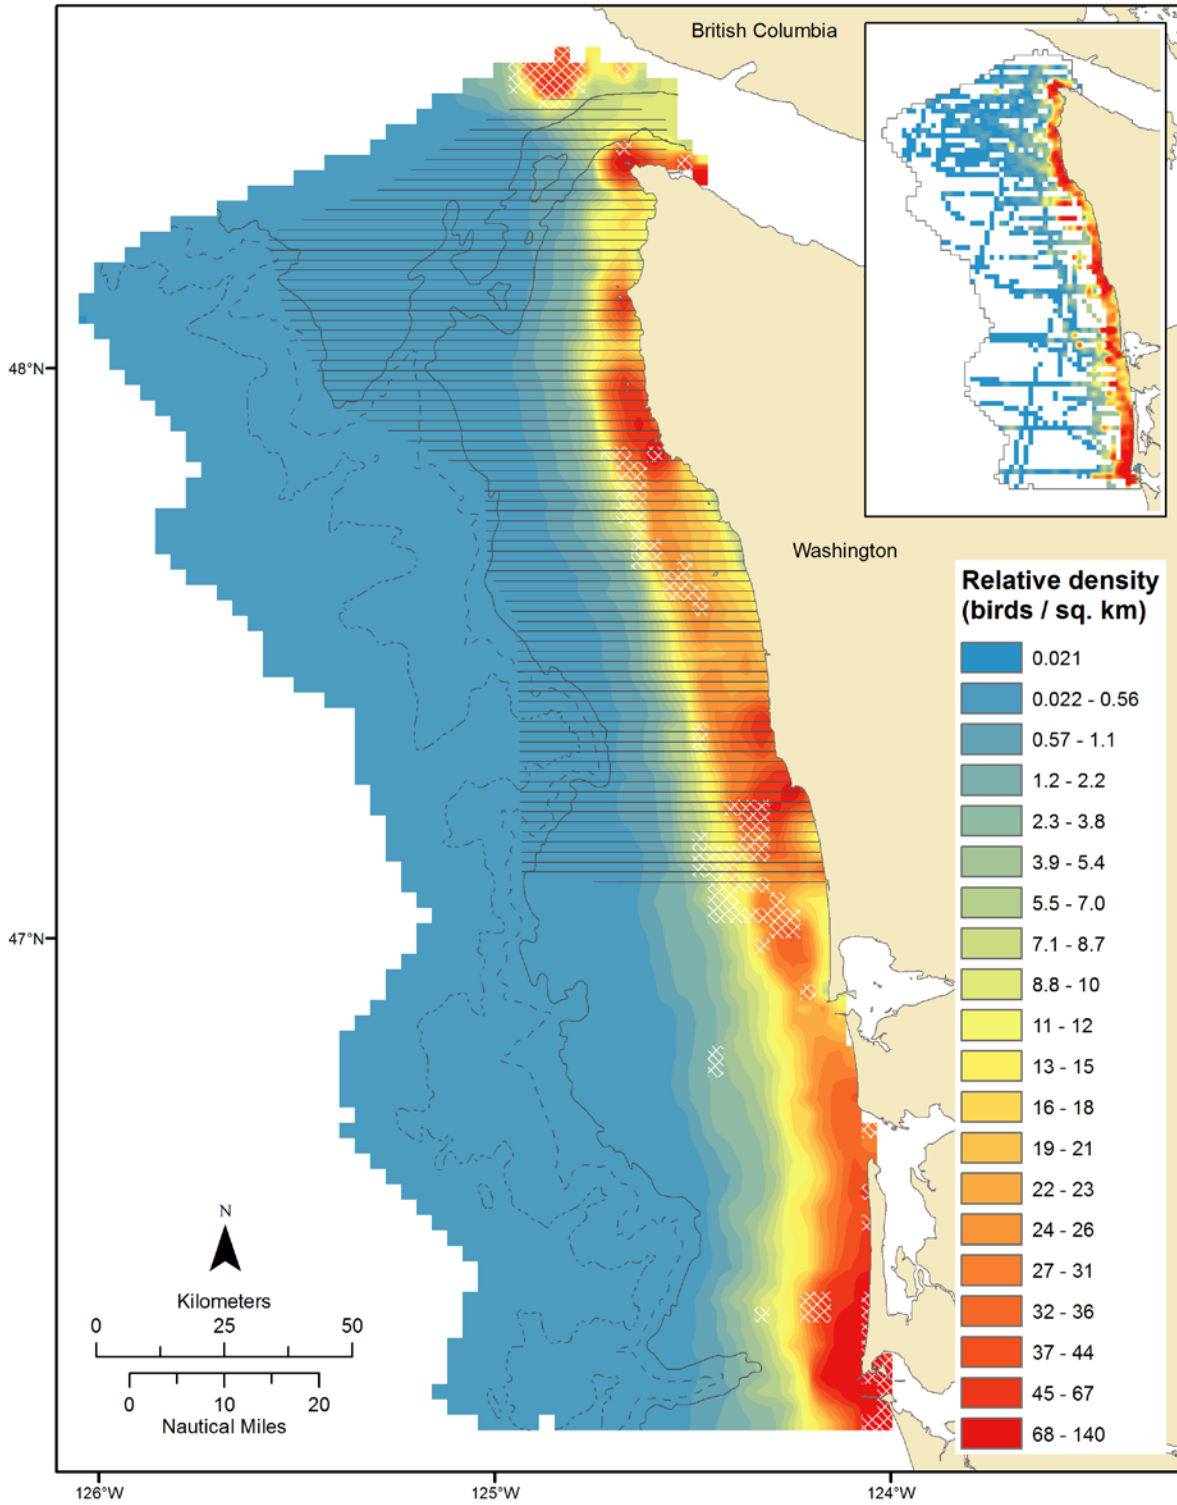 British Columbia
48°N
Washington
Relative density
(birds / sq. km)
0.021
0.022 - 0.56
0.57 - 1.1
1.2 - 2.2
2.3 - 3.8
3.9 - 5.4
5.5 - 7.0
7.1 - 8.7
8.8 - 10
11 - 12
13 - 15
16 - 18
19 - 21
22 - 23
24 - 26
27 - 31
32 - 36
37 - 44
45 - 67
68 - 140
47°N
N
Kilometers
0 25 50
0 10 20
Nautical Miles
126°W 125°W 124°W